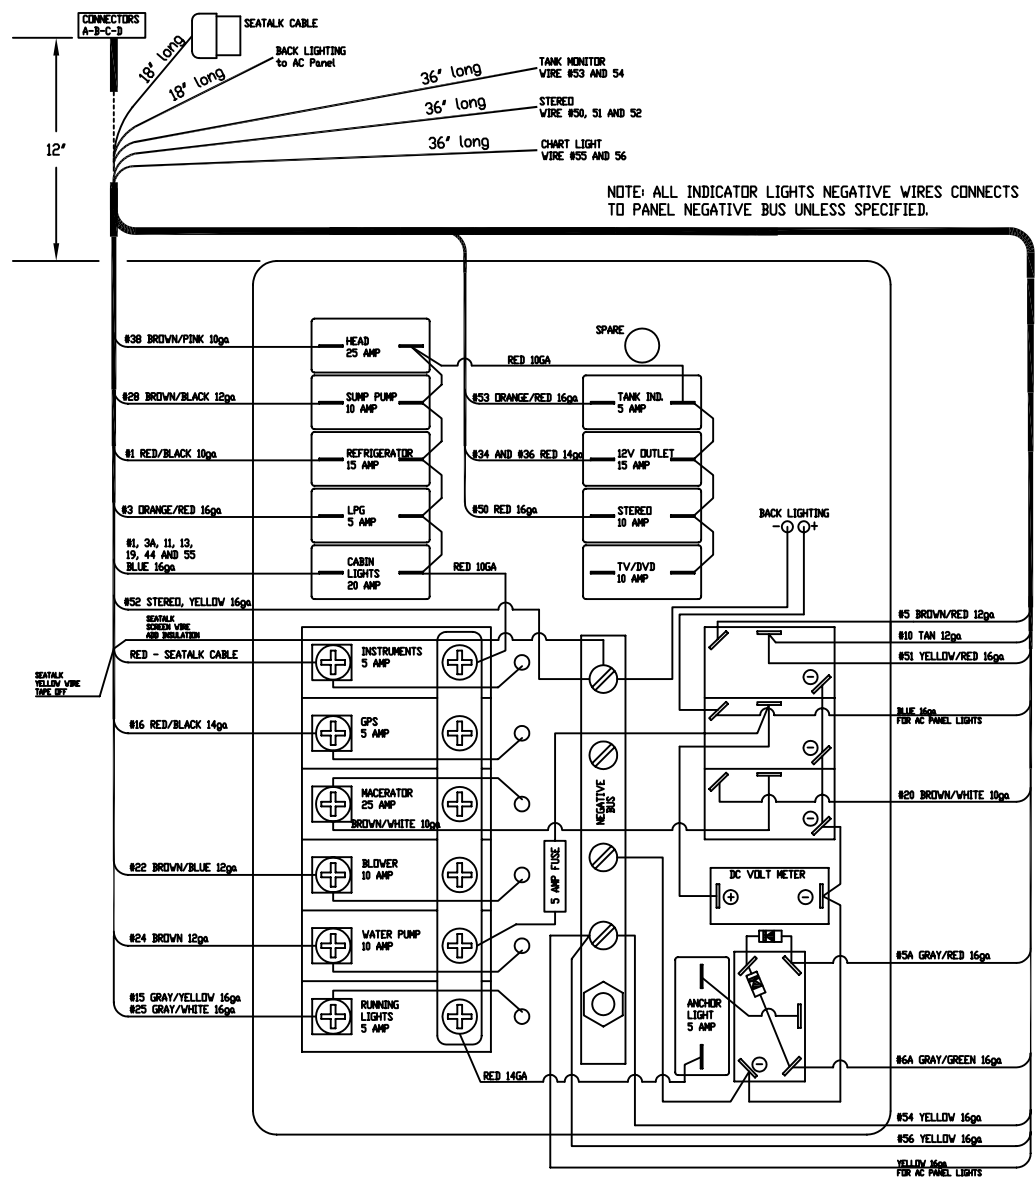 CONNECTORS
A-B-C-D
SEATALK CABLE
18" long
BACK LIGHTING
to AC Panel
18" long
TANK MONITOR
WIRE #53 AND 54
36" long
STEREO
WIRE #50, 51 AND 52
36" long
CHART LIGHT
WIRE #55 AND 56
36" long
12"
NOTE: ALL INDICATOR LIGHTS NEGATIVE WIRES CONNECTS
TO PANEL NEGATIVE BUS UNLESS SPECIFIED.
#38 BROWN/PINK 10ga
HEAD
25 AMP
SPARE
RED 10GA
#28 BROWN/BLACK 12ga
SUMP PUMP
10 AMP
#53 ORANGE/RED 16ga
TANK IND.
5 AMP
#1 RED/BLACK 10ga
REFRIGERATOR
15 AMP
#34 AND #36 RED 14ga
12V OUTLET
15 AMP
#3 ORANGE/RED 16ga
LPG
5 AMP
#50 RED 16ga
STEREO
10 AMP
BACK LIGHTING
- +
#1, 3A, 11, 13,
19, 44 AND 55
BLUE 16ga
CABIN
LIGHTS
20 AMP
RED 10GA
TV/DVD
10 AMP
#52 STEREO, YELLOW 16ga
SEATALK
SCREEN WIRE
ADD INSULATION
#5 BROWN/RED 12ga
#10 TAN 12ga
#51 YELLOW/RED 16ga
RED - SEATALK CABLE
INSTRUMENTS
5 AMP
SEATALK
YELLOW WIRE
TAPE OFF
BLUE 16ga
FOR AC PANEL LIGHTS
#16 RED/BLACK 14ga
GPS
5 AMP
MACERATOR
25 AMP
BROWN/WHITE 10ga
NEGATIVE
BUS
#20 BROWN/WHITE 10ga
#22 BROWN/BLUE 12ga
BLOWER
10 AMP
5 AMP FUSE
DC VOLT METER
+ -
#24 BROWN 12ga
WATER PUMP
10 AMP
#5A GRAY/RED 16ga
#15 GRAY/YELLOW 16ga
#25 GRAY/WHITE 16ga
RUNNING
LIGHTS
5 AMP
ANCHOR
LIGHT
5 AMP
RED 14GA
#6A GRAY/GREEN 16ga
#54 YELLOW 16ga
#56 YELLOW 16ga
YELLOW 16ga
FOR AC PANEL LIGHTS